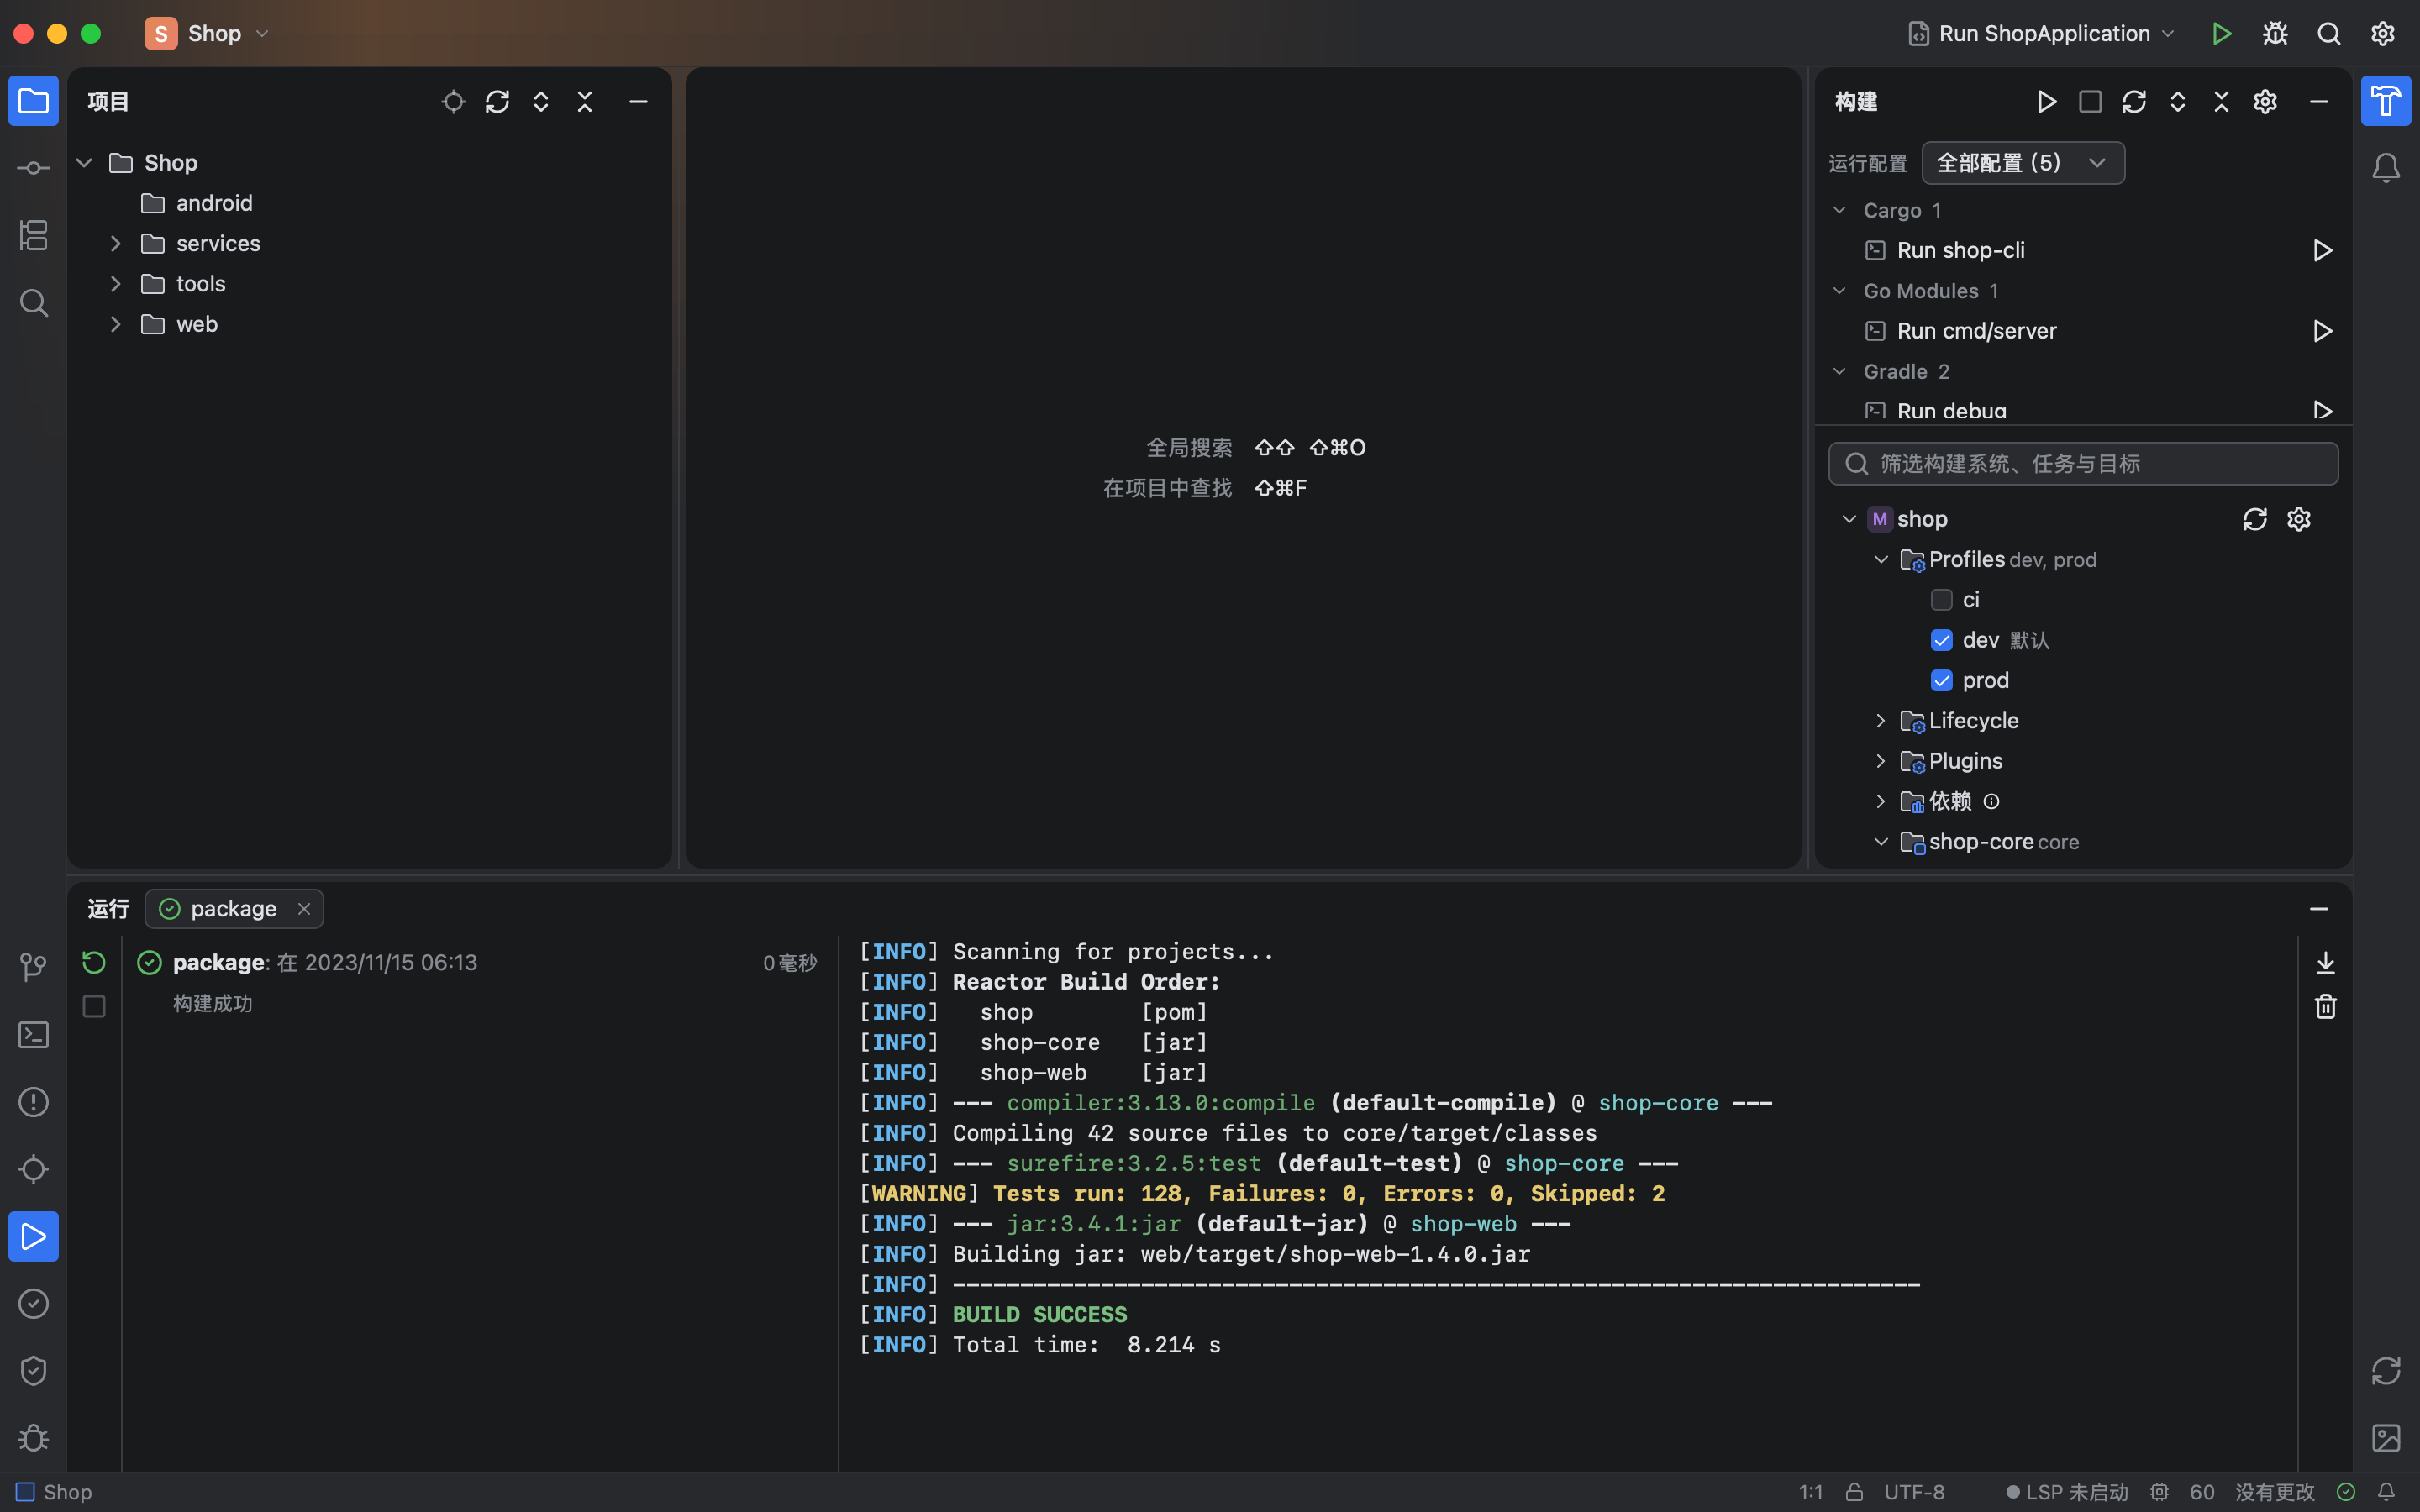 S Shop
Run ShopApplication
项目
Shop
android
services
tools
web
全局搜索 ⇧⇧ ⇧⌘O
在项目中查找 ⇧⌘F
构建
运行配置 全部配置 (5)
Cargo 1
Run shop-cli
Go Modules 1
Run cmd/server
Gradle 2
Run debug
筛选构建系统、任务与目标
M shop
Profiles dev, prod
ci
dev 默认
prod
Lifecycle
Plugins
依赖
shop-core core
运行 package
package: 在 2023/11/15 06:13 0毫秒
构建成功
[INFO] Scanning for projects...
[INFO] Reactor Build Order:
[INFO]   shop        [pom]
[INFO]   shop-core   [jar]
[INFO]   shop-web    [jar]
[INFO] --- compiler:3.13.0:compile (default-compile) @ shop-core ---
[INFO] Compiling 42 source files to core/target/classes
[INFO] --- surefire:3.2.5:test (default-test) @ shop-core ---
[WARNING] Tests run: 128, Failures: 0, Errors: 0, Skipped: 2
[INFO] --- jar:3.4.1:jar (default-jar) @ shop-web ---
[INFO] Building jar: web/target/shop-web-1.4.0.jar
[INFO] ------------------------------------------------------------------------
[INFO] BUILD SUCCESS
[INFO] Total time:  8.214 s
Shop
1:1 UTF-8 LSP 未启动 60 没有更改